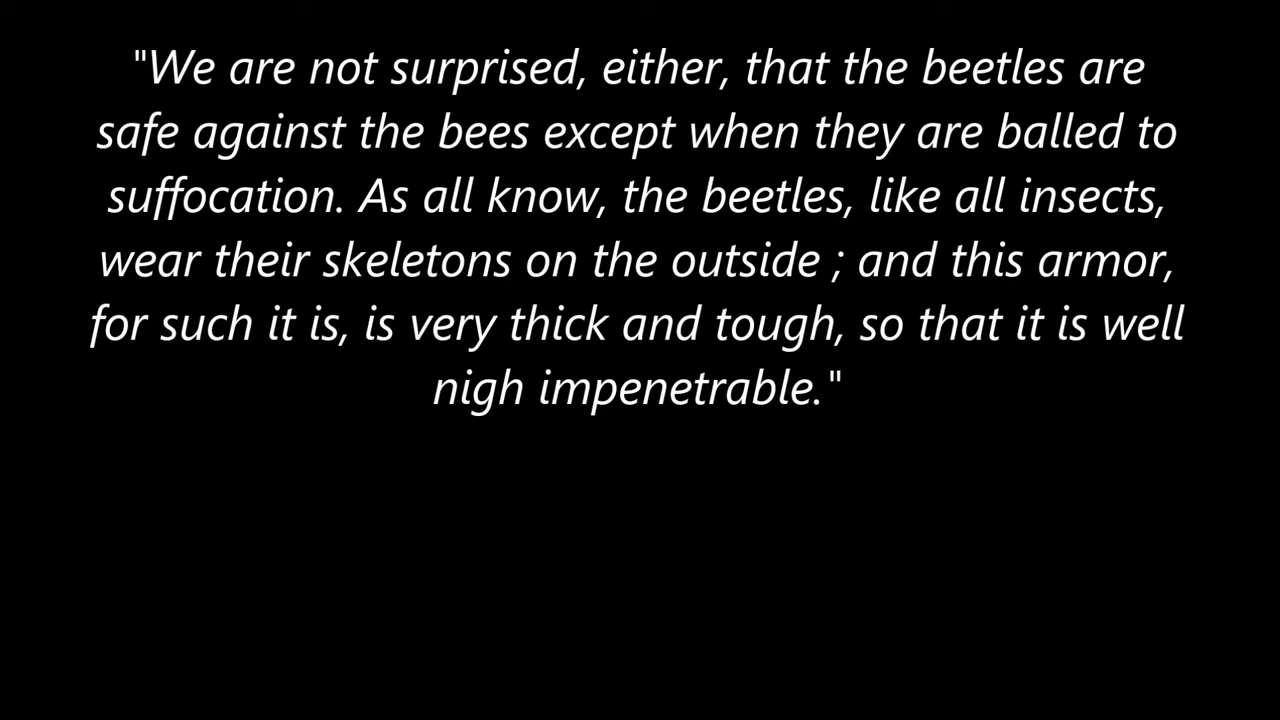 "We are not surprised, either, that the beetles are
safe against the bees except when they are balled to
suffocation. As all know, the beetles, like all insects,
wear their skeletons on the outside ; and this armor,
for such it is, is very thick and tough, so that it is well
nigh impenetrable."